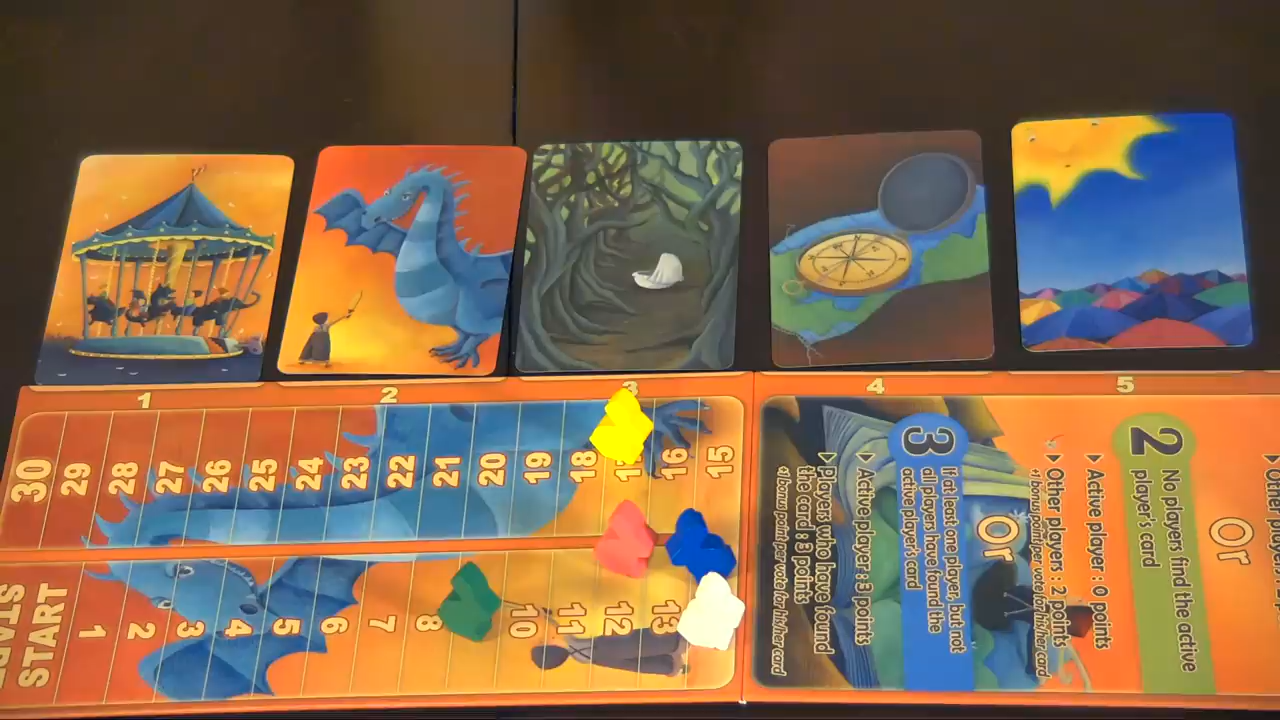 1
2
3
4
5
30
29
28
27
26
25
24
23
22
21
20
19
18
16
15
START
1
2
3
4
5
6
7
8
10
11
12
13
3
If at least one player, but not
all players have found the
active player's card
▶ Active player : 3 points
▶ Players who have found
the card : 3 points
+1 bonus point per vote for his/her card
Or
2
No players find the active
player's card
▶ Active player : 0 points
▶ Other players : 2 points
+1 bonus point per vote for his/her card
Or